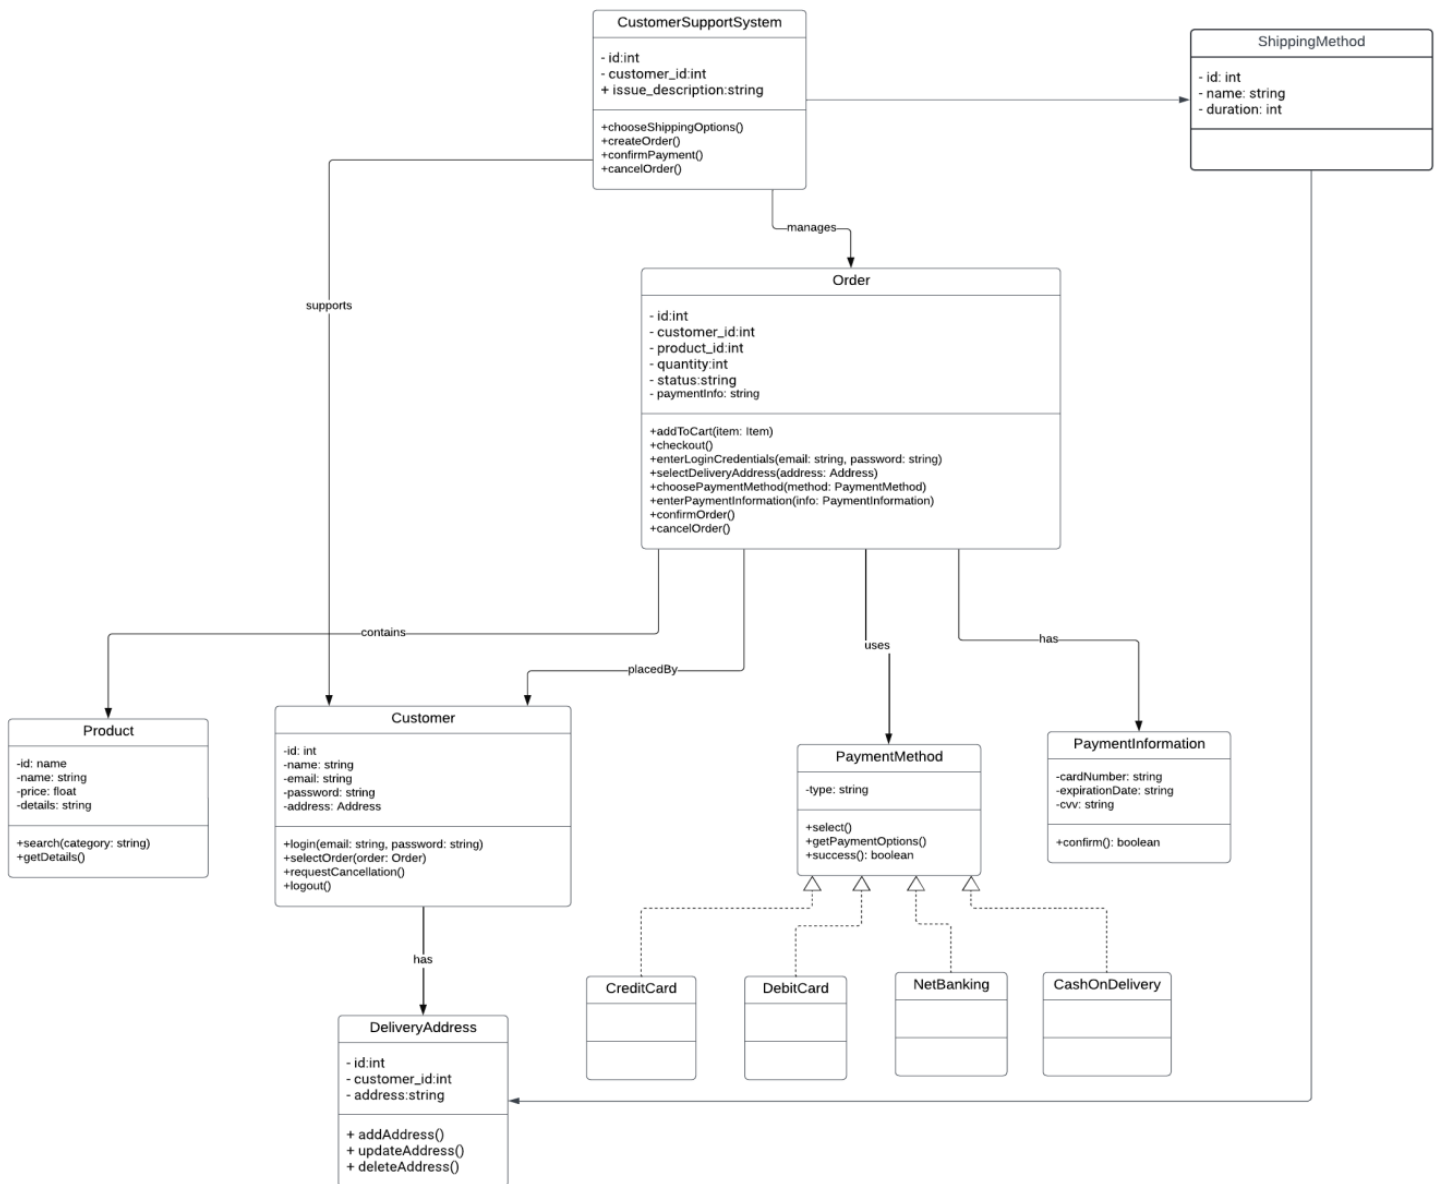 CustomerSupportSystem
- id:int
- customer_id:int
+ issue_description:string
+chooseShippingOptions()
+createOrder()
+confirmPayment()
+cancelOrder()
ShippingMethod
- id: int
- name: string
- duration: int
manages
supports
Order
- id:int
- customer_id:int
- product_id:int
- quantity:int
- status:string
- paymentInfo: string
+addToCart(item: Item)
+checkout()
+enterLoginCredentials(email: string, password: string)
+selectDeliveryAddress(address: Address)
+choosePaymentMethod(method: PaymentMethod)
+enterPaymentInformation(info: PaymentInformation)
+confirmOrder()
+cancelOrder()
contains
placedBy
uses
has
Product
-id: name
-name: string
-price: float
-details: string
+search(category: string)
+getDetails()
Customer
-id: int
-name: string
-email: string
-password: string
-address: Address
+login(email: string, password: string)
+selectOrder(order: Order)
+requestCancellation()
+logout()
PaymentMethod
-type: string
+select()
+getPaymentOptions()
+success(): boolean
PaymentInformation
-cardNumber: string
-expirationDate: string
-cvv: string
+confirm(): boolean
has
CreditCard
DebitCard
NetBanking
CashOnDelivery
DeliveryAddress
- id:int
- customer_id:int
- address:string
+ addAddress()
+ updateAddress()
+ deleteAddress()